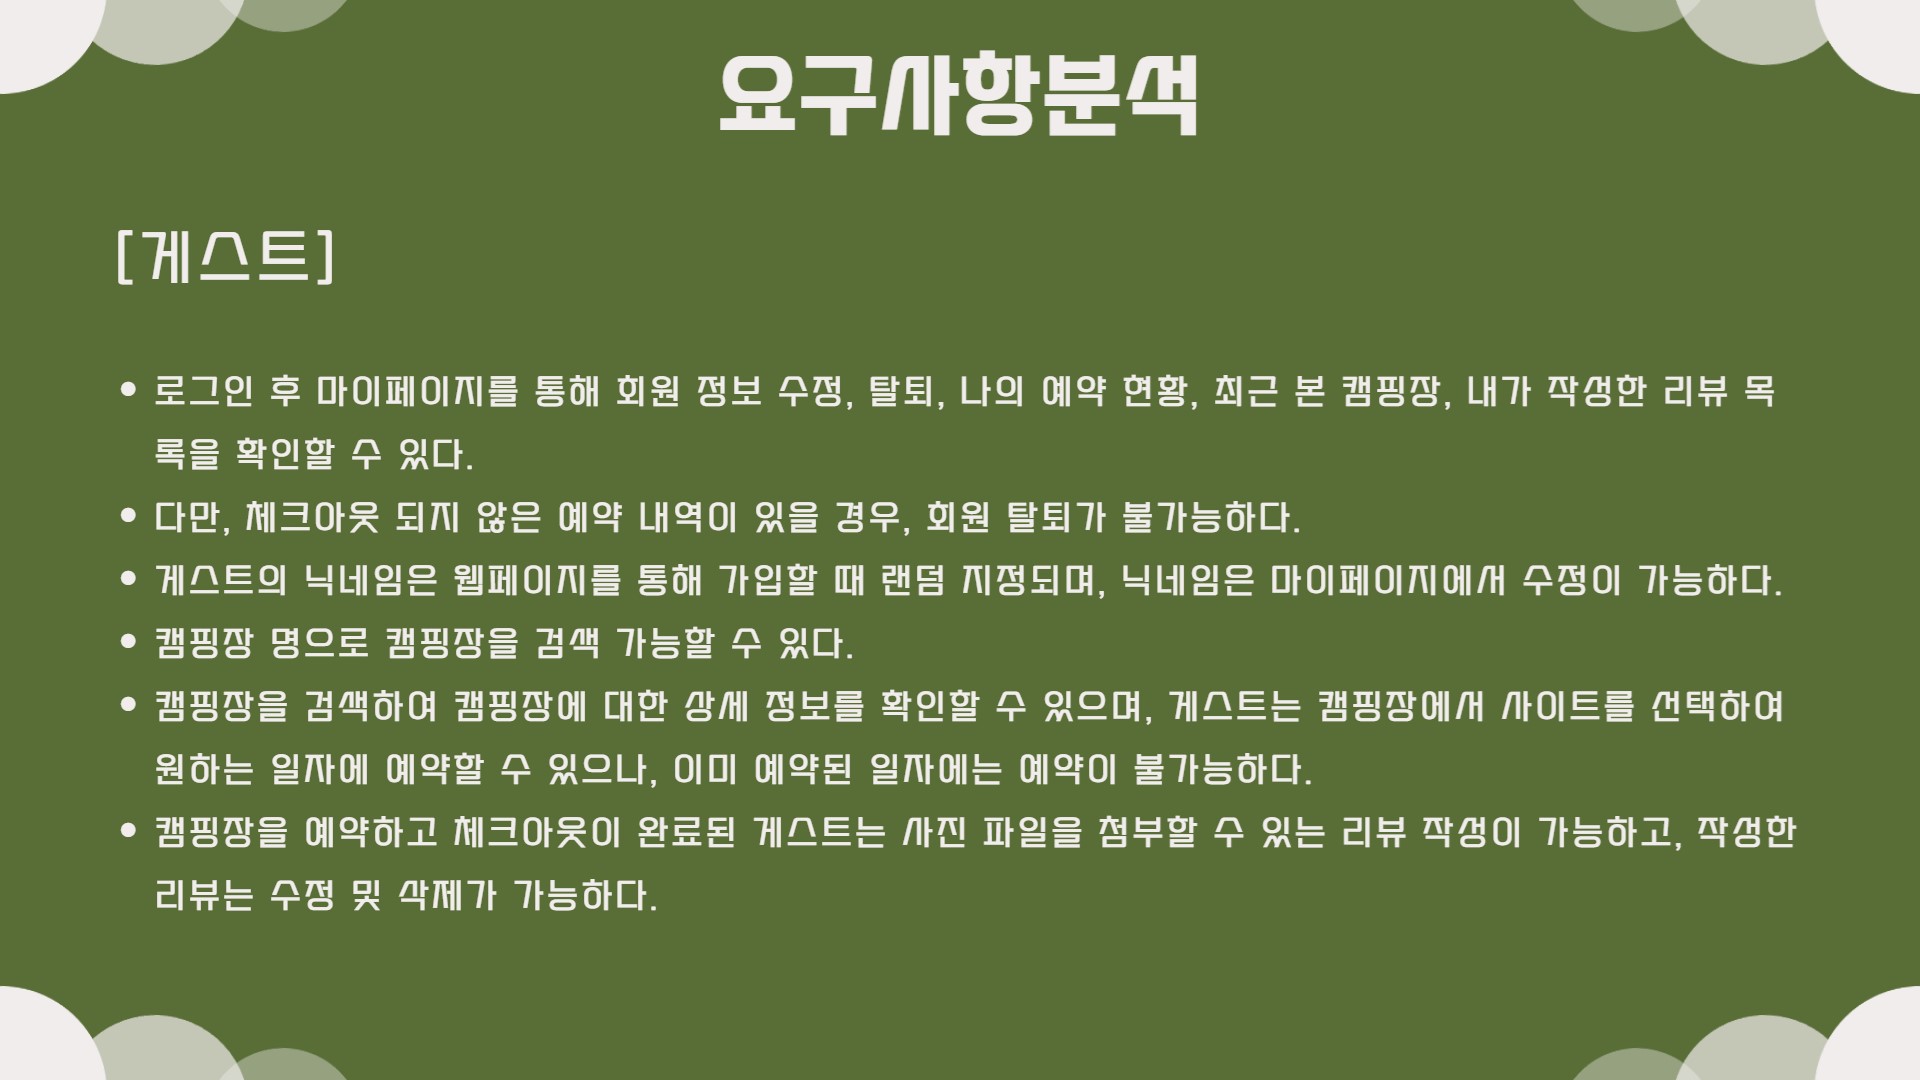 요구사항분석
[게스트]
• 로그인 후 마이페이지를 통해 회원 정보 수정, 탈퇴, 나의 예약 현황, 최근 본 캠핑장, 내가 작성한 리뷰 목
록을 확인할 수 있다.
• 다만, 체크아웃 되지 않은 예약 내역이 있을 경우, 회원 탈퇴가 불가능하다.
• 게스트의 닉네임은 웹페이지를 통해 가입할 때 랜덤 지정되며, 닉네임은 마이페이지에서 수정이 가능하다.
• 캠핑장 명으로 캠핑장을 검색 가능할 수 있다.
• 캠핑장을 검색하여 캠핑장에 대한 상세 정보를 확인할 수 있으며, 게스트는 캠핑장에서 사이트를 선택하여
원하는 일자에 예약할 수 있으나, 이미 예약된 일자에는 예약이 불가능하다.
• 캠핑장을 예약하고 체크아웃이 완료된 게스트는 사진 파일을 첨부할 수 있는 리뷰 작성이 가능하고, 작성한
리뷰는 수정 및 삭제가 가능하다.